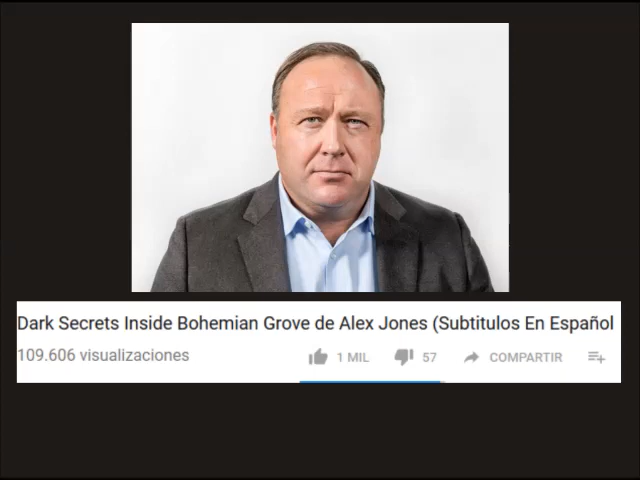 Dark Secrets Inside Bohemian Grove de Alex Jones (Subtitulos En Español
109.606 visualizaciones 1 MIL 57 COMPARTIR